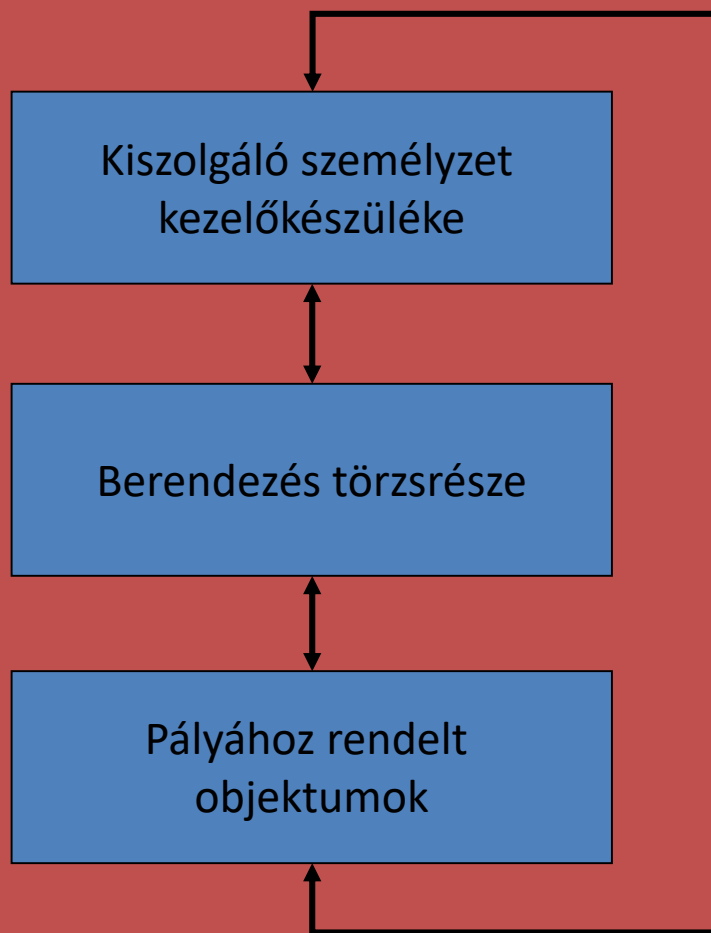 Kiszolgáló személyzet
kezelőkészüléke
Berendezés törzsrésze
Pályához rendelt
objektumok